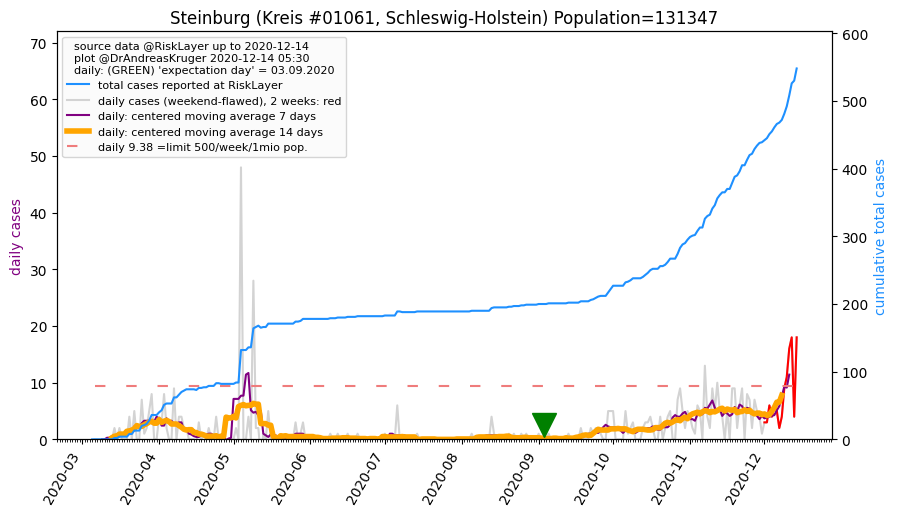 Steinburg (Kreis #01061, Schleswig-Holstein) Population=131347
source data @RiskLayer up to 2020-12-14
plot @DrAndreasKruger 2020-12-14 05:30
daily: (GREEN) 'expectation day' = 03.09.2020
total cases reported at RiskLayer
daily cases (weekend-flawed), 2 weeks: red
daily: centered moving average 7 days
daily: centered moving average 14 days
daily 9.38 =limit 500/week/1mio pop.
daily cases
70
60
50
40
30
20
10
0
cumulative total cases
600
500
400
300
200
100
0
2020-03
2020-04
2020-05
2020-06
2020-07
2020-08
2020-09
2020-10
2020-11
2020-12